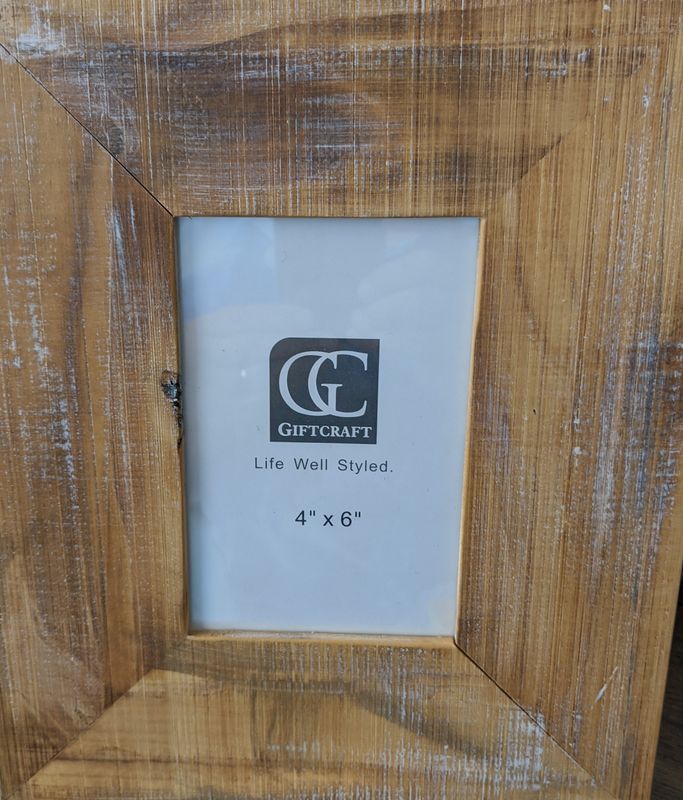 GC
GIFTCRAFT
Life Well Styled.
4" x 6"